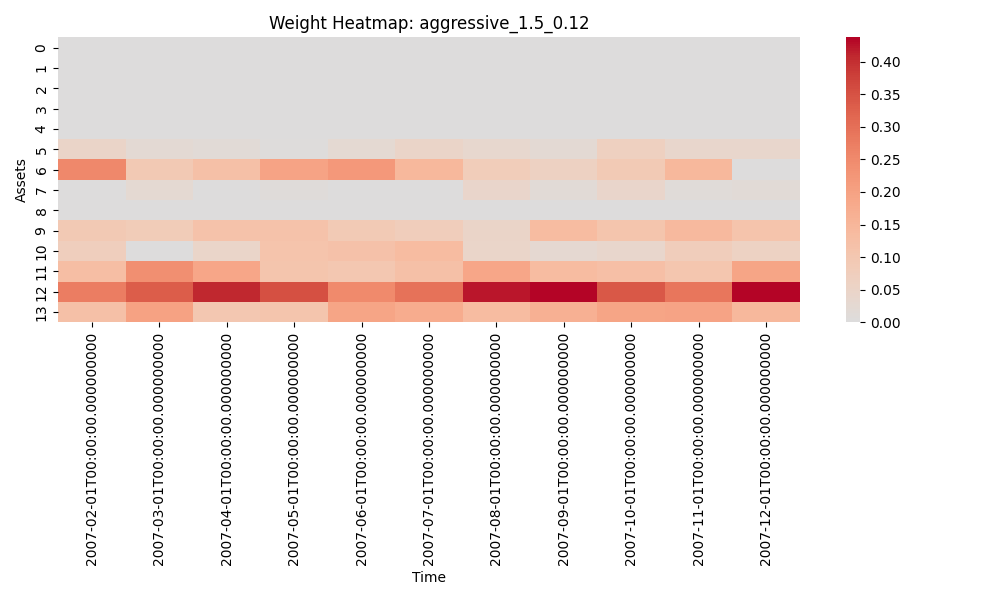 Weight Heatmap: aggressive_1.5_0.12
Assets
0
1
2
3
4
5
6
7
8
9
10
11
12
13
2007-02-01T00:00:00.000000000
2007-03-01T00:00:00.000000000
2007-04-01T00:00:00.000000000
2007-05-01T00:00:00.000000000
2007-06-01T00:00:00.000000000
2007-07-01T00:00:00.000000000
2007-08-01T00:00:00.000000000
2007-09-01T00:00:00.000000000
2007-10-01T00:00:00.000000000
2007-11-01T00:00:00.000000000
2007-12-01T00:00:00.000000000
Time
0.40
0.35
0.30
0.25
0.20
0.15
0.10
0.05
0.00